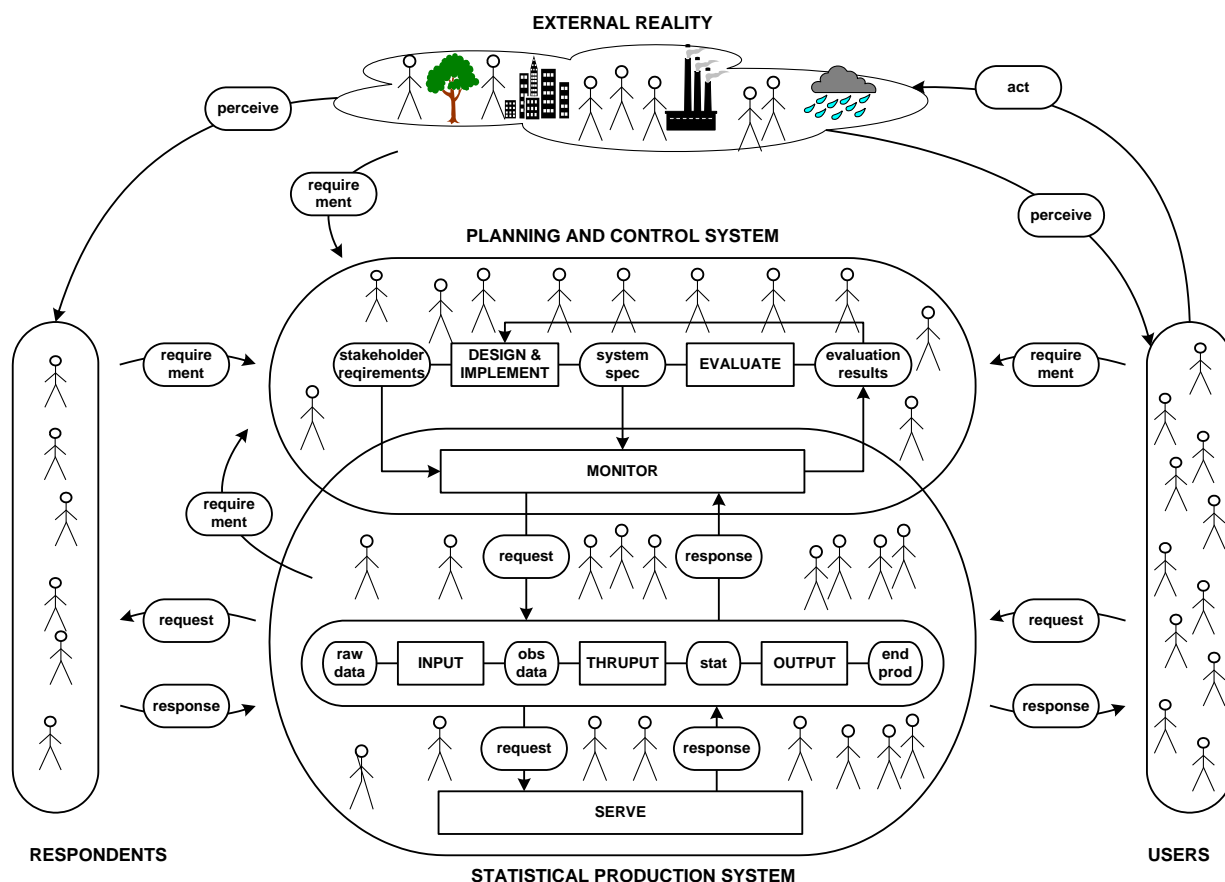 EXTERNAL REALITY
perceive
act
require
ment
perceive
PLANNING AND CONTROL SYSTEM
stakeholder
reqirements
DESIGN &
IMPLEMENT
system
spec
EVALUATE
evaluation
results
require
ment
require
ment
MONITOR
require
ment
request
response
request
request
raw
data
INPUT
obs
data
THRUPUT
stat
OUTPUT
end
prod
response
response
request
response
SERVE
RESPONDENTS
USERS
STATISTICAL PRODUCTION SYSTEM